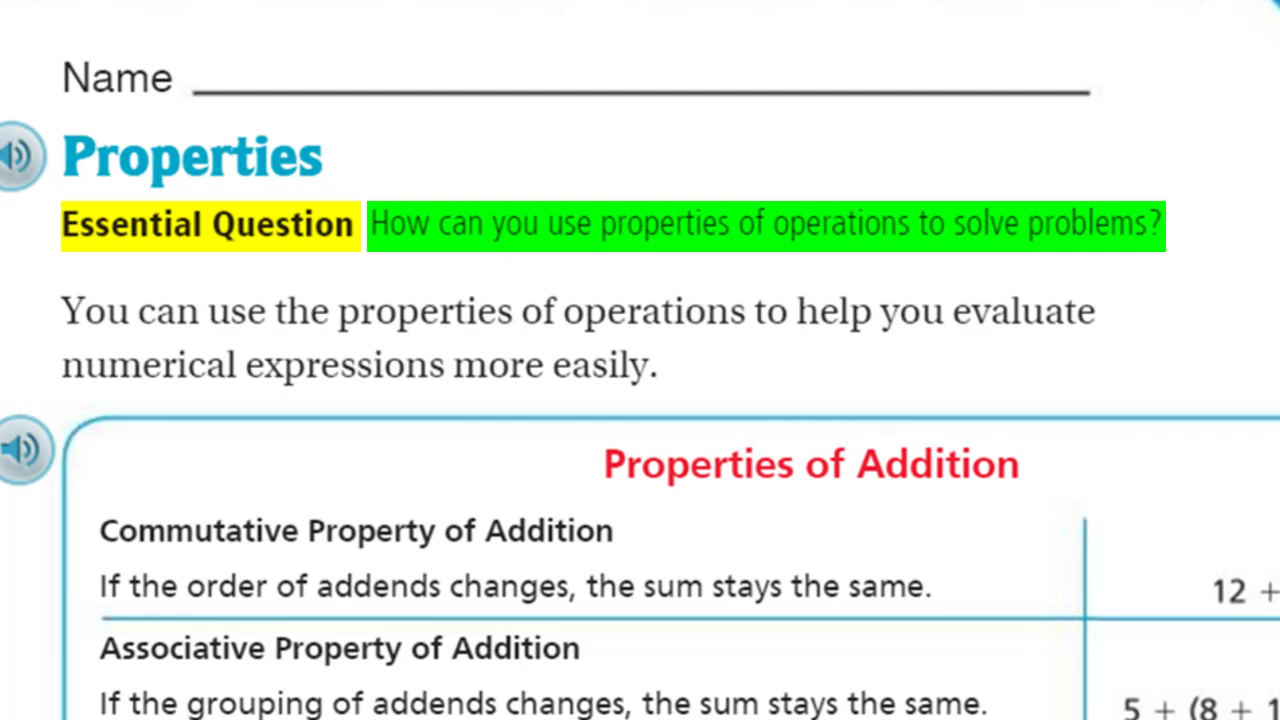 Name
Properties
Essential Question How can you use properties of operations to solve problems?
You can use the properties of operations to help you evaluate
numerical expressions more easily.
Properties of Addition
Commutative Property of Addition
If the order of addends changes, the sum stays the same.
12 +
Associative Property of Addition
If the grouping of addends changes, the sum stays the same.
5 + (8 + 1